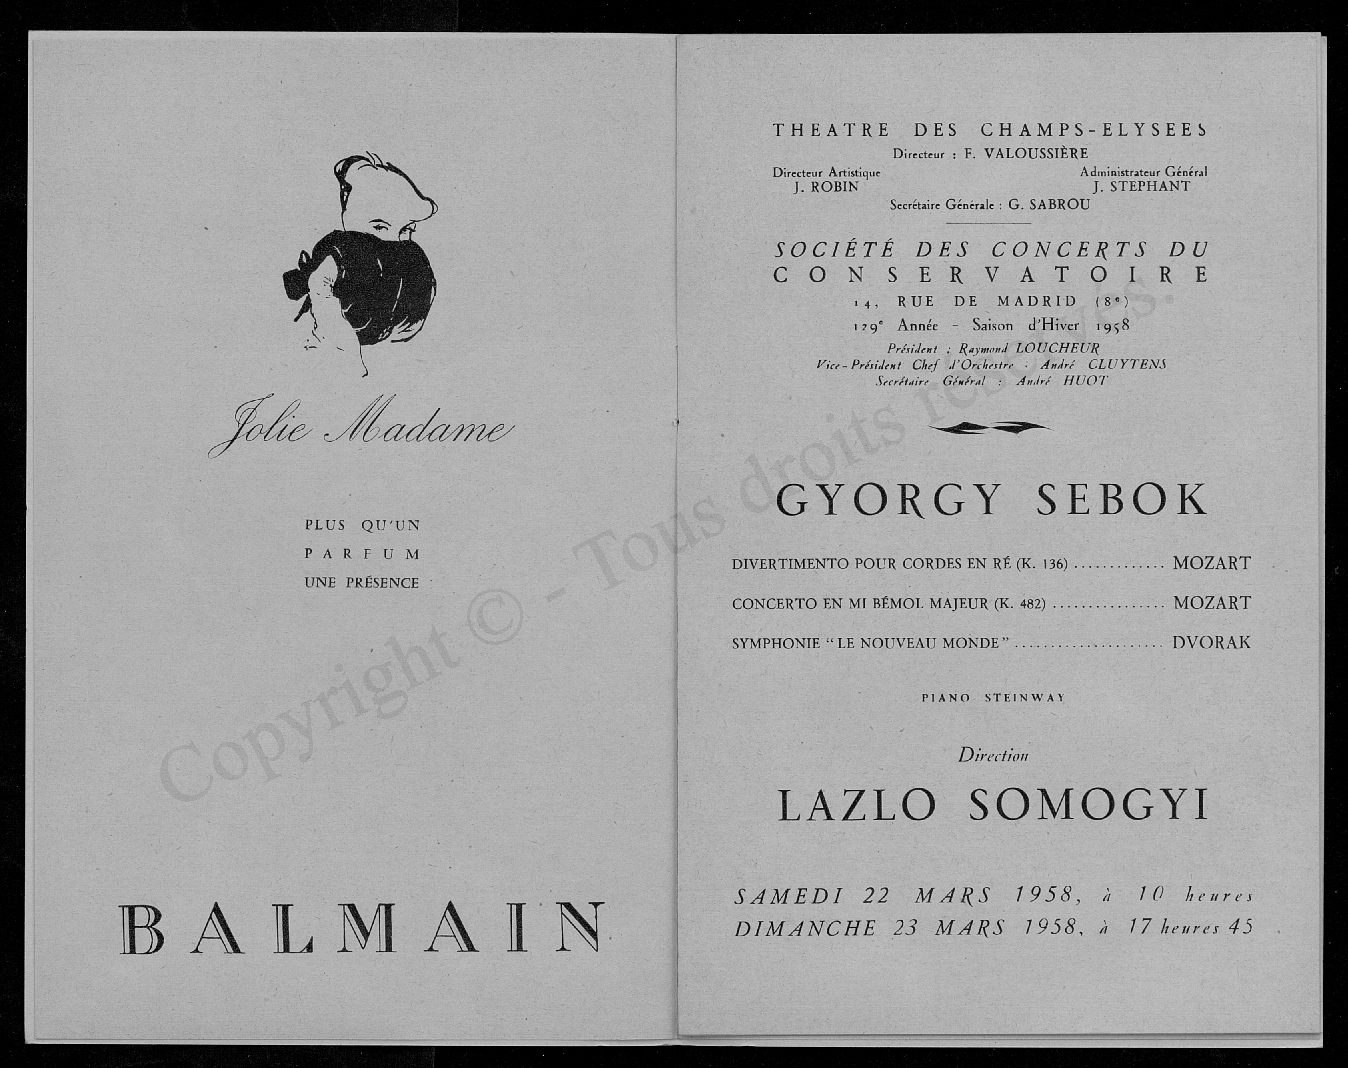 Jolie Madame
PLUS QU'UN
PARFUM
UNE PRÉSENCE
BALMAIN
THEATRE DES CHAMPS-ELYSEES
Directeur : F. VALOUSSIÈRE
Directeur Artistique Administrateur Général
J. ROBIN J. STEPHANT
Secrétaire Générale : G. SABROU
SOCIÉTÉ DES CONCERTS DU
CONSERVATOIRE
14, RUE DE MADRID (8e)
129e Année - Saison d'Hiver 1958
Président : Raymond LOUCHEUR
Vice-Président Chef d'Orchestre : André CLUYTENS
Secrétaire Général : André HUOT
GYORGY SEBOK
DIVERTIMENTO POUR CORDES EN RÉ (K. 136) ............. MOZART
CONCERTO EN MI BÉMOL MAJEUR (K. 482) ................ MOZART
SYMPHONIE “LE NOUVEAU MONDE” ..................... DVORAK
PIANO STEINWAY
Direction
LAZLO SOMOGYI
SAMEDI 22 MARS 1958, à 10 heures
DIMANCHE 23 MARS 1958, à 17 heures 45
Copyright © - Tous droits réservés.